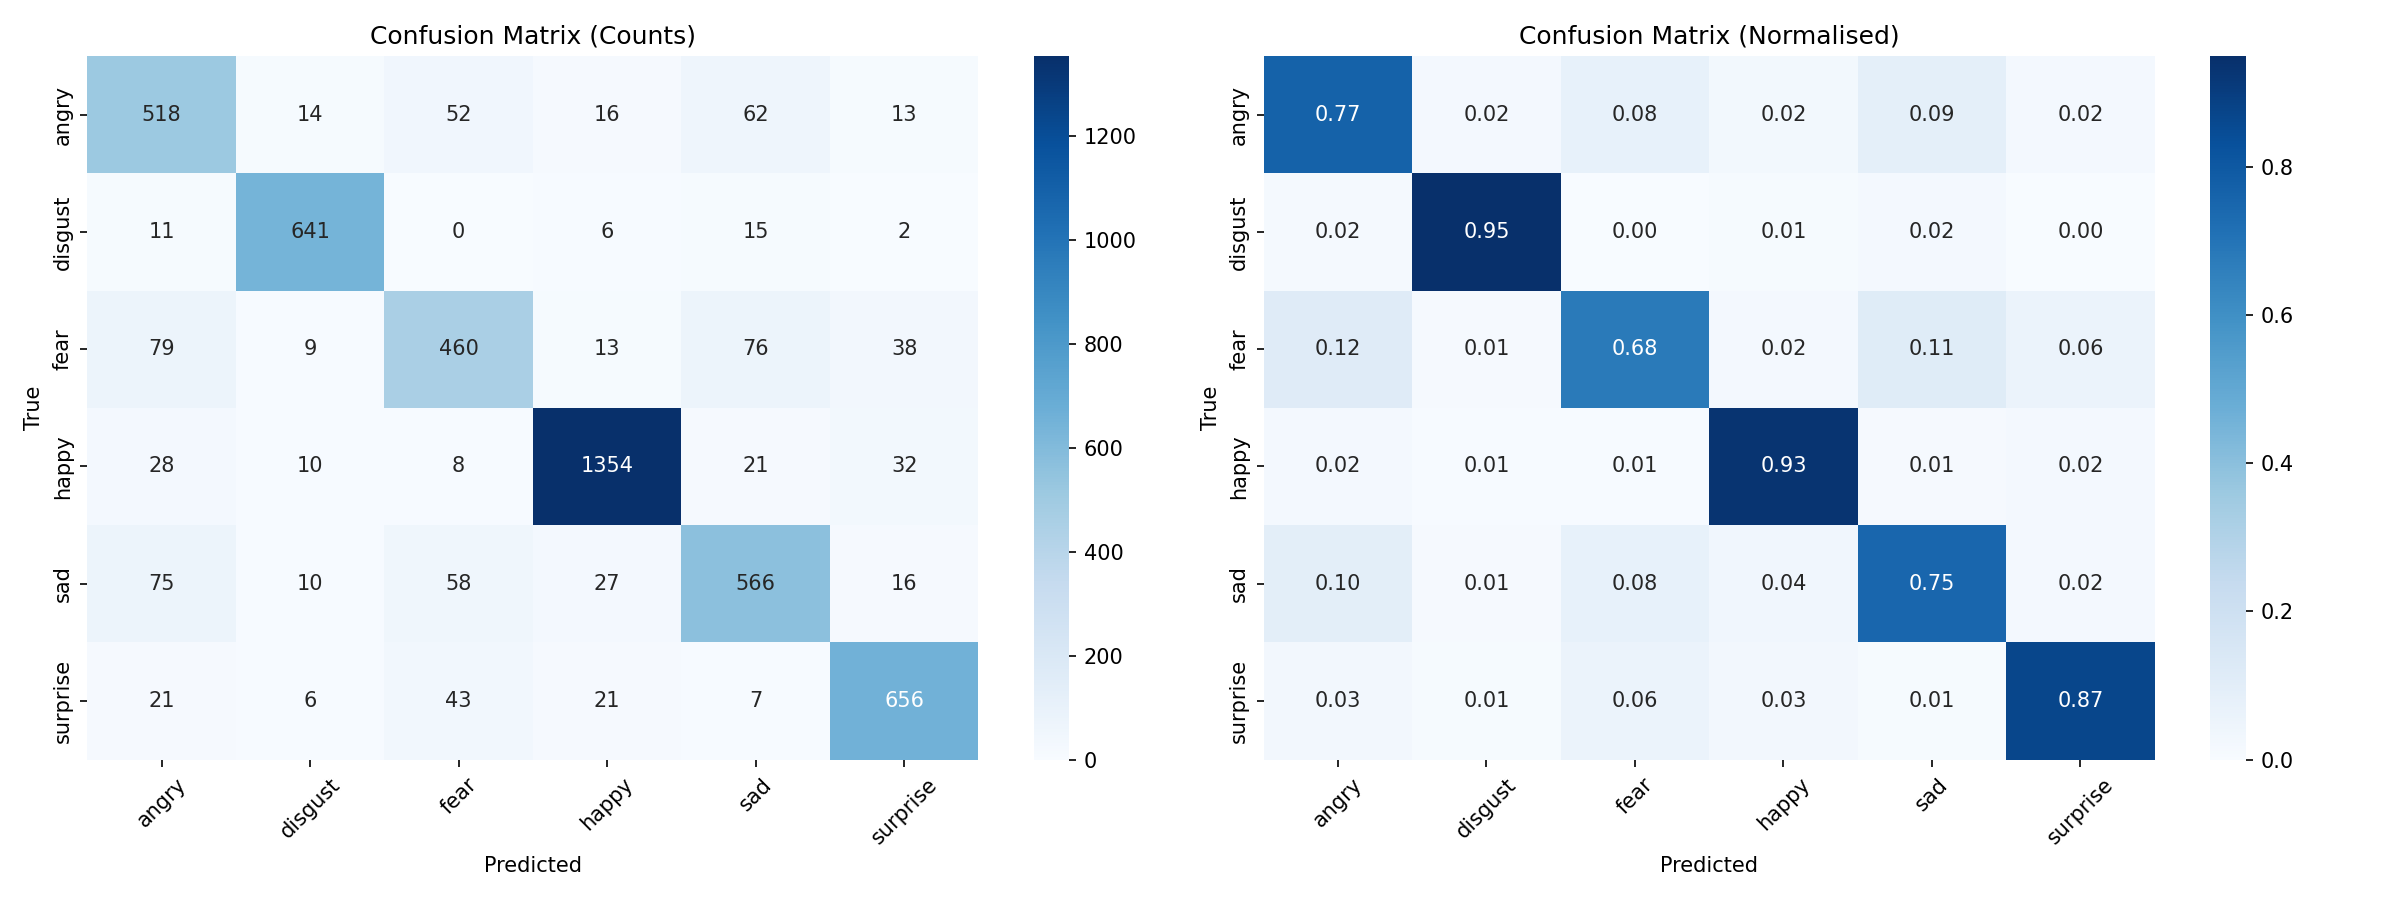 Confusion Matrix (Counts)
True
angry 518 14 52 16 62 13
disgust 11 641 0 6 15 2
fear 79 9 460 13 76 38
happy 28 10 8 1354 21 32
sad 75 10 58 27 566 16
surprise 21 6 43 21 7 656
angry disgust fear happy sad surprise
Predicted
1200
1000
800
600
400
200
0
Confusion Matrix (Normalised)
True
angry 0.77 0.02 0.08 0.02 0.09 0.02
disgust 0.02 0.95 0.00 0.01 0.02 0.00
fear 0.12 0.01 0.68 0.02 0.11 0.06
happy 0.02 0.01 0.01 0.93 0.01 0.02
sad 0.10 0.01 0.08 0.04 0.75 0.02
surprise 0.03 0.01 0.06 0.03 0.01 0.87
angry disgust fear happy sad surprise
Predicted
0.8
0.6
0.4
0.2
0.0